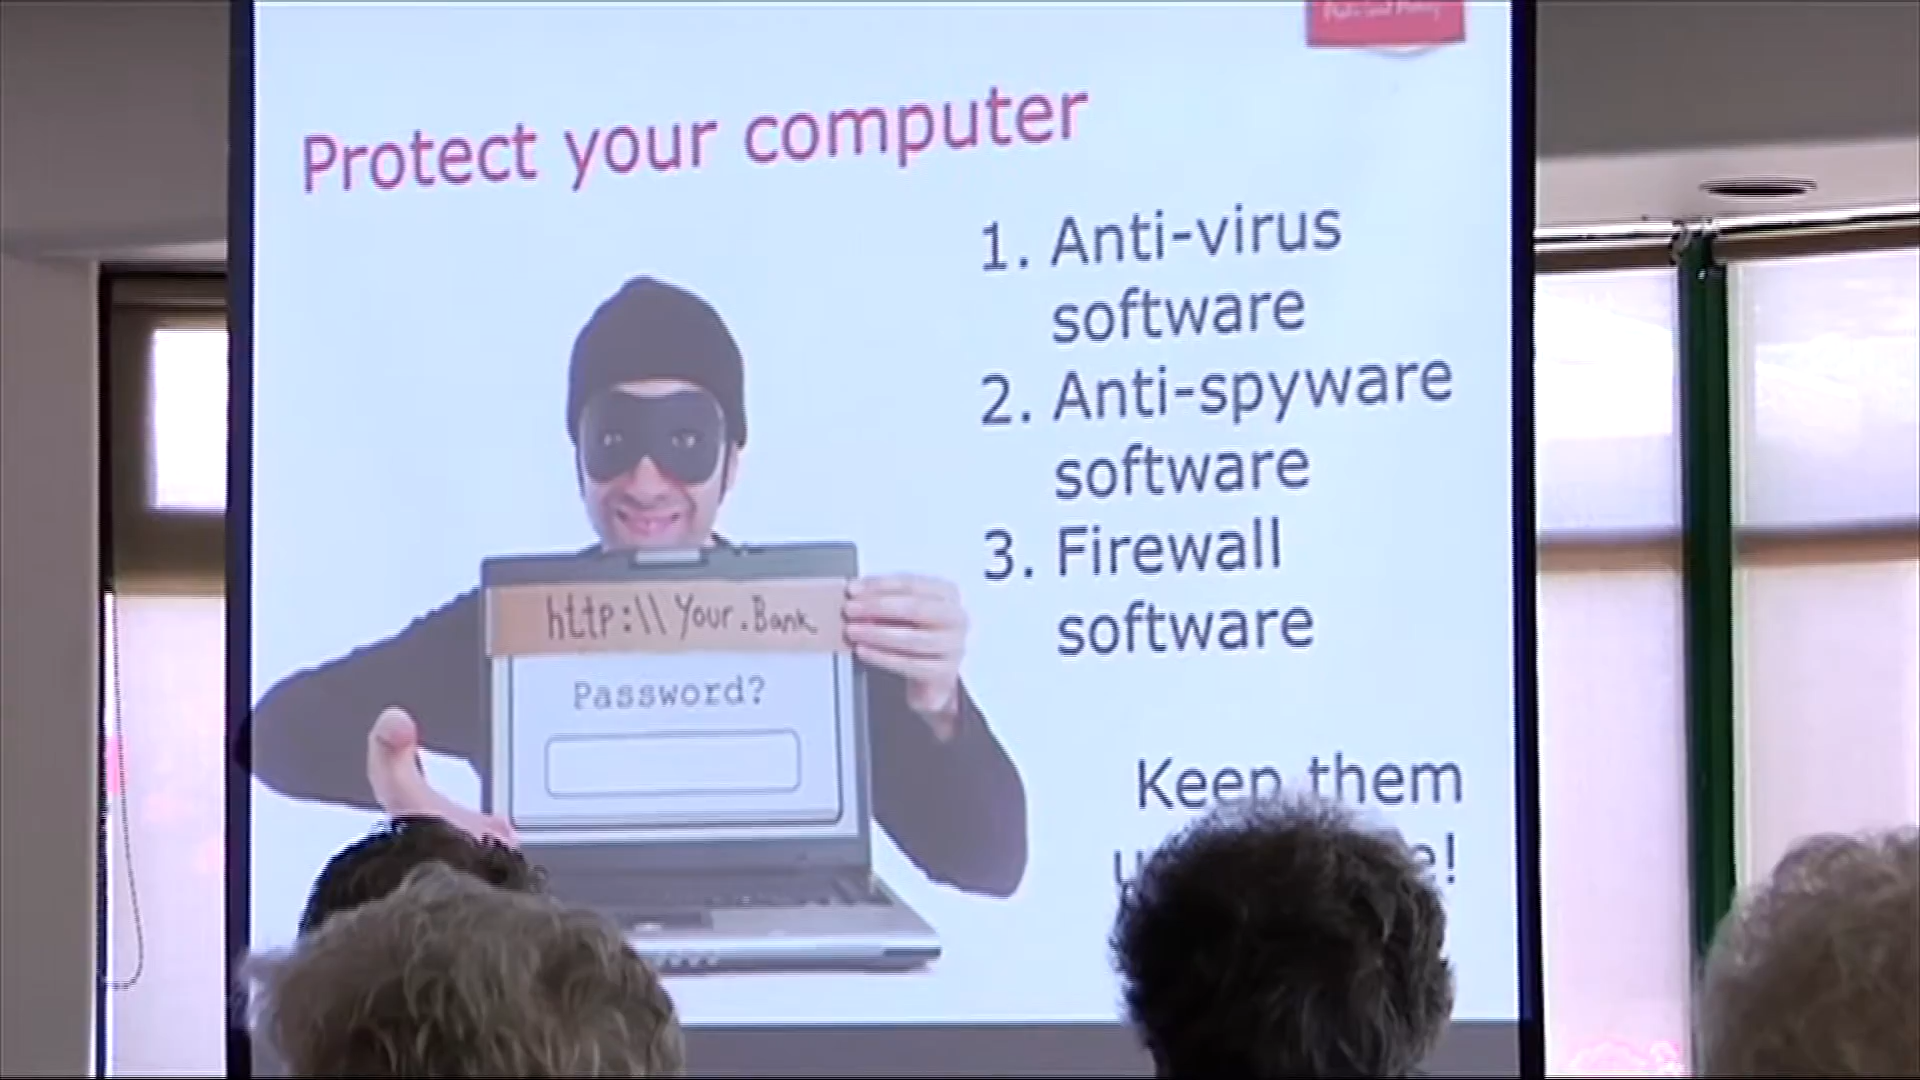 Protect your computer
1. Anti-virus
software
2. Anti-spyware
software
3. Firewall
software
http:\\Your.Bank
Password?
Keep them